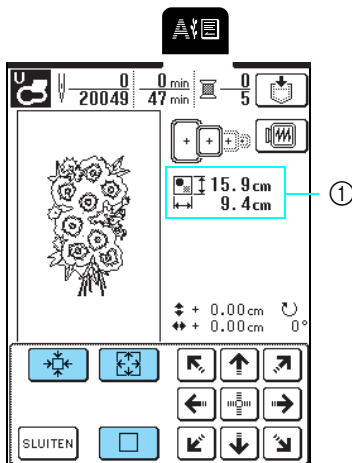 A
U 0 0 min 0
20049 47 min 5
15.9cm
9.4cm
①
+ 0.00cm
+ 0.00cm 0°
SLUITEN